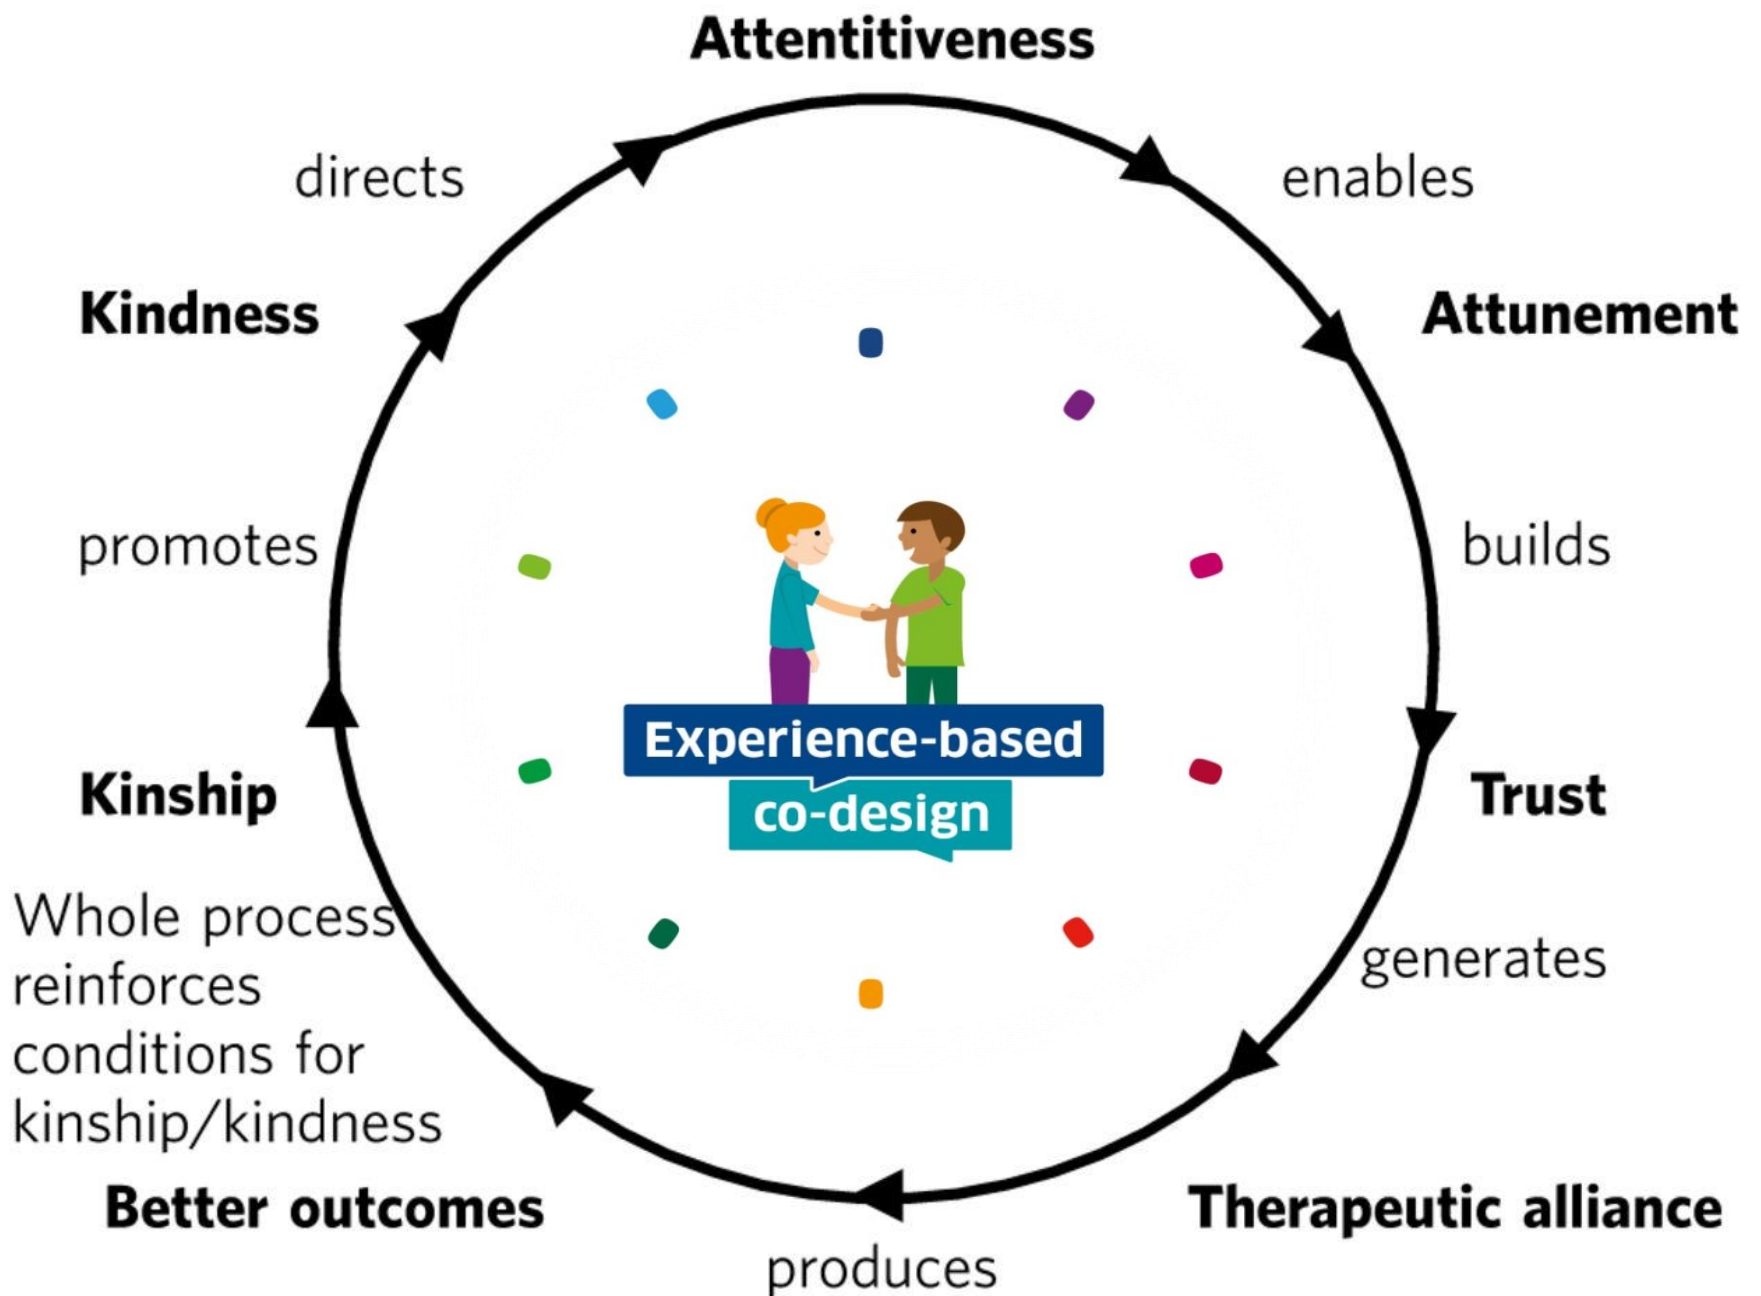 Attentitiveness
directs
enables
Kindness
Attunement
promotes
builds
Experience-based
co-design
Kinship
Trust
Whole process
reinforces
conditions for
kinship/kindness
generates
Better outcomes
Therapeutic alliance
produces